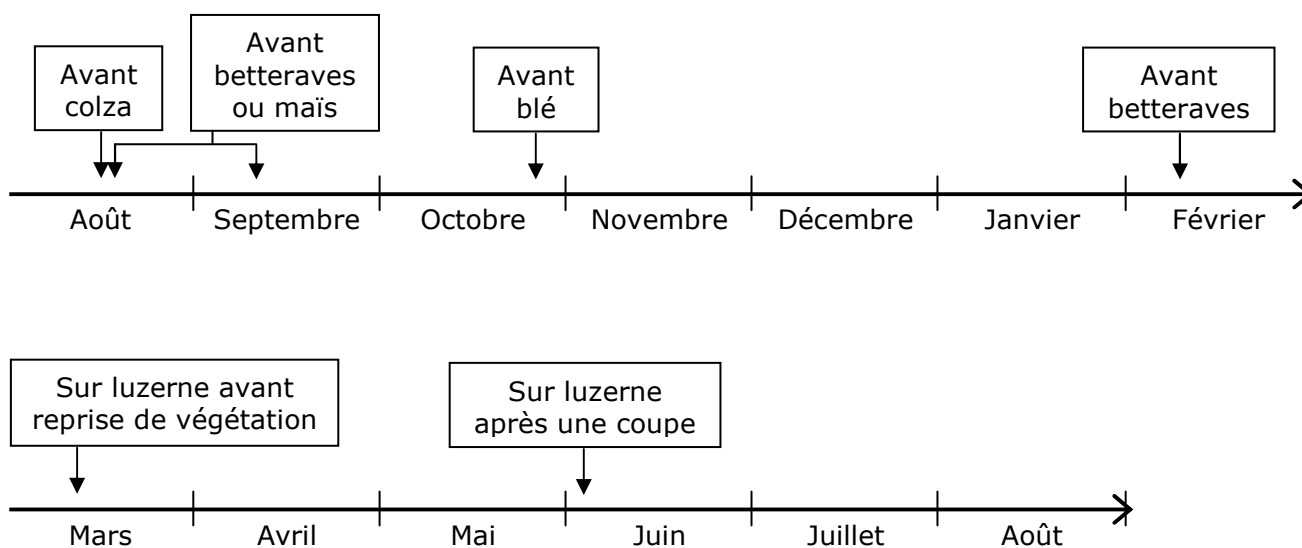 Avant
colza
Avant
betteraves
ou maïs
Avant
blé
Avant
betteraves
Août
Septembre
Octobre
Novembre
Décembre
Janvier
Février
Sur luzerne avant
reprise de végétation
Sur luzerne
après une coupe
Mars
Avril
Mai
Juin
Juillet
Août